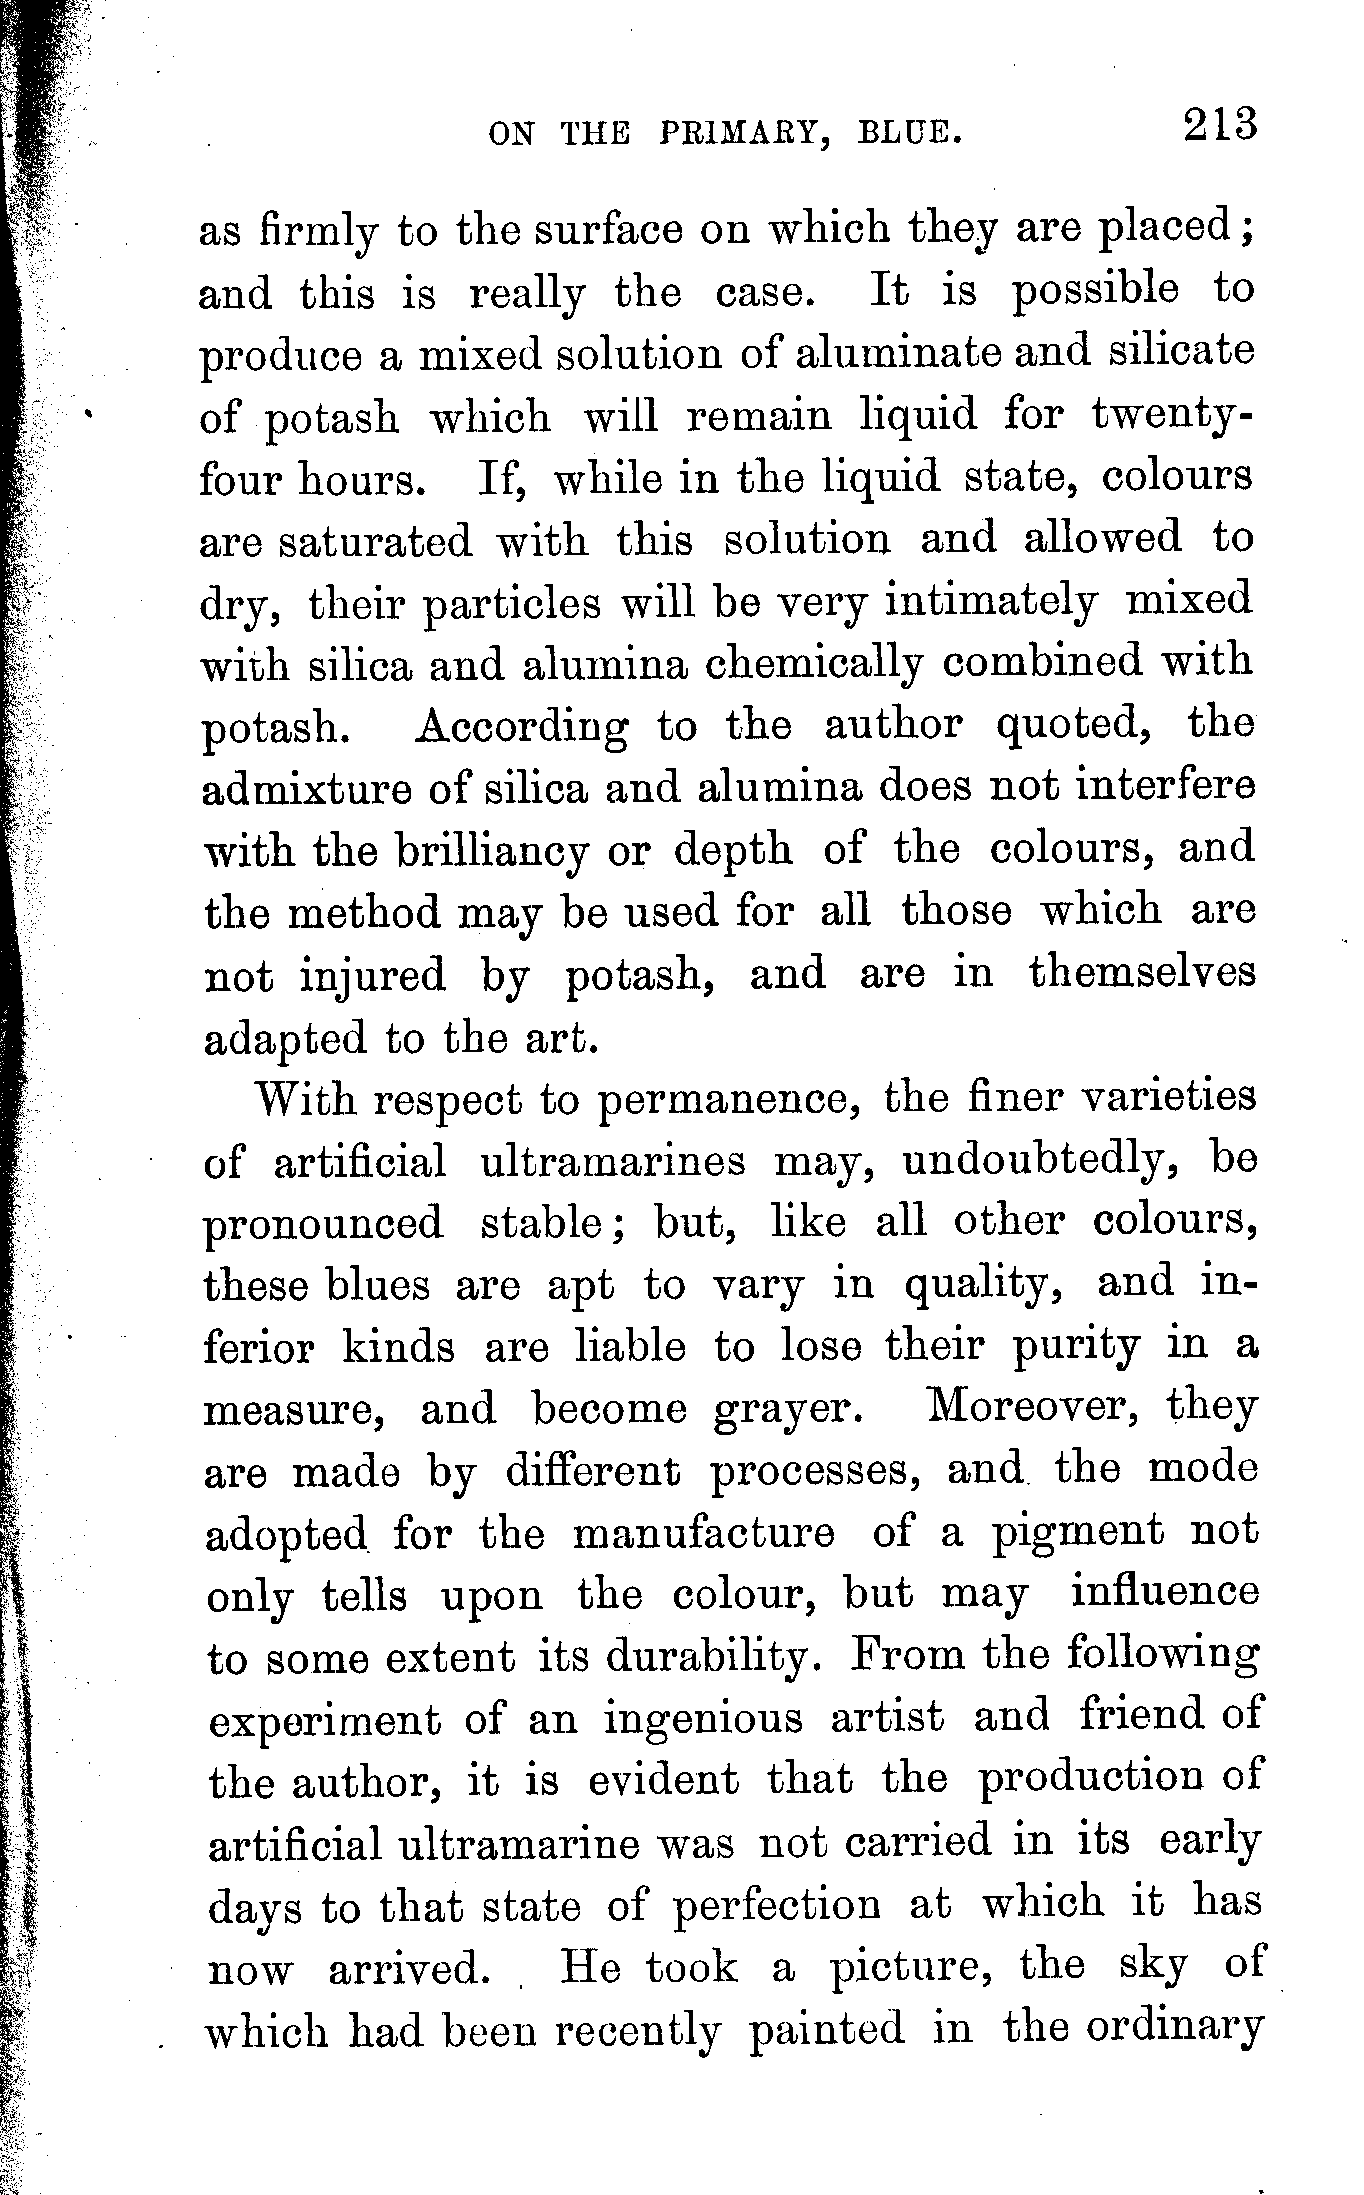 ON THE PRIMARY, BLUE. 213
as firmly to the surface on which they are placed;
and this is really the case. It is possible to
produce a mixed solution of aluminate and silicate
of potash which will remain liquid for twenty-
four hours. If, while in the liquid state, colours
are saturated with this solution and allowed to
dry, their particles will be very intimately mixed
with silica and alumina chemically combined with
potash. According to the author quoted, the
admixture of silica and alumina does not interfere
with the brilliancy or depth of the colours, and
the method may be used for all those which are
not injured by potash, and are in themselves
adapted to the art.
With respect to permanence, the finer varieties
of artificial ultramarines may, undoubtedly, be
pronounced stable; but, like all other colours,
these blues are apt to vary in quality, and in-
ferior kinds are liable to lose their purity in a
measure, and become grayer. Moreover, they
are made by different processes, and the mode
adopted for the manufacture of a pigment not
only tells upon the colour, but may influence
to some extent its durability. From the following
experiment of an ingenious artist and friend of
the author, it is evident that the production of
artificial ultramarine was not carried in its early
days to that state of perfection at which it has
now arrived. He took a picture, the sky of
which had been recently painted in the ordinary